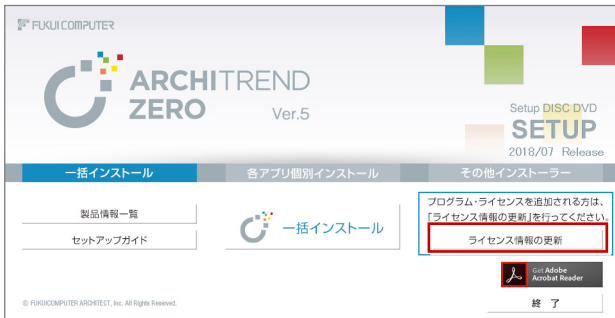 FUKUI COMPUTER
ARCHITREND
ZERO Ver.5
Setup DISC DVD
SETUP
2018/07 Release
一括インストール 各アプリ個別インストール その他インストーラー
プログラム・ライセンスを追加される方は、
「ライセンス情報の更新」を行ってください。
製品情報一覧
一括インストール
セットアップガイド
ライセンス情報の更新
Get Adobe
Acrobat Reader
© FUKUICOMPUTER ARCHITECT, Inc. All Rights Reserved.
終 了